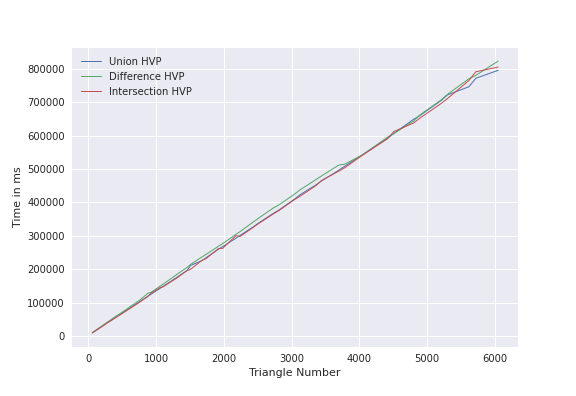 Union HVP
Difference HVP
Intersection HVP
800000
700000
600000
500000
400000
300000
200000
100000
0
Time in ms
0 1000 2000 3000 4000 5000 6000
Triangle Number